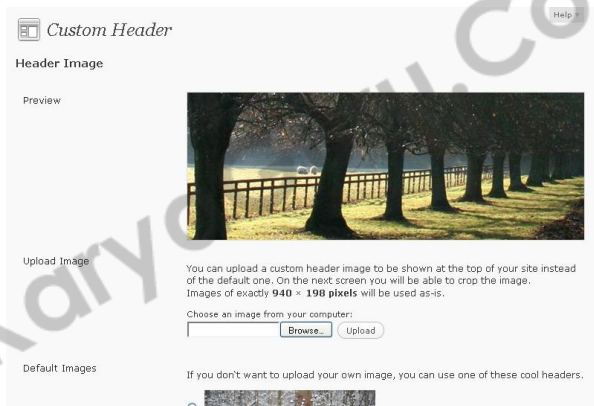 Help
Custom Header
Header Image
Preview
Upload Image
You can upload a custom header image to be shown at the top of your site instead
of the default one. On the next screen you will be able to crop the image.
Images of exactly 940 × 198 pixels will be used as-is.
Choose an image from your computer:
Browse...
Upload
Default Images
If you don't want to upload your own image, you can use one of these cool headers.